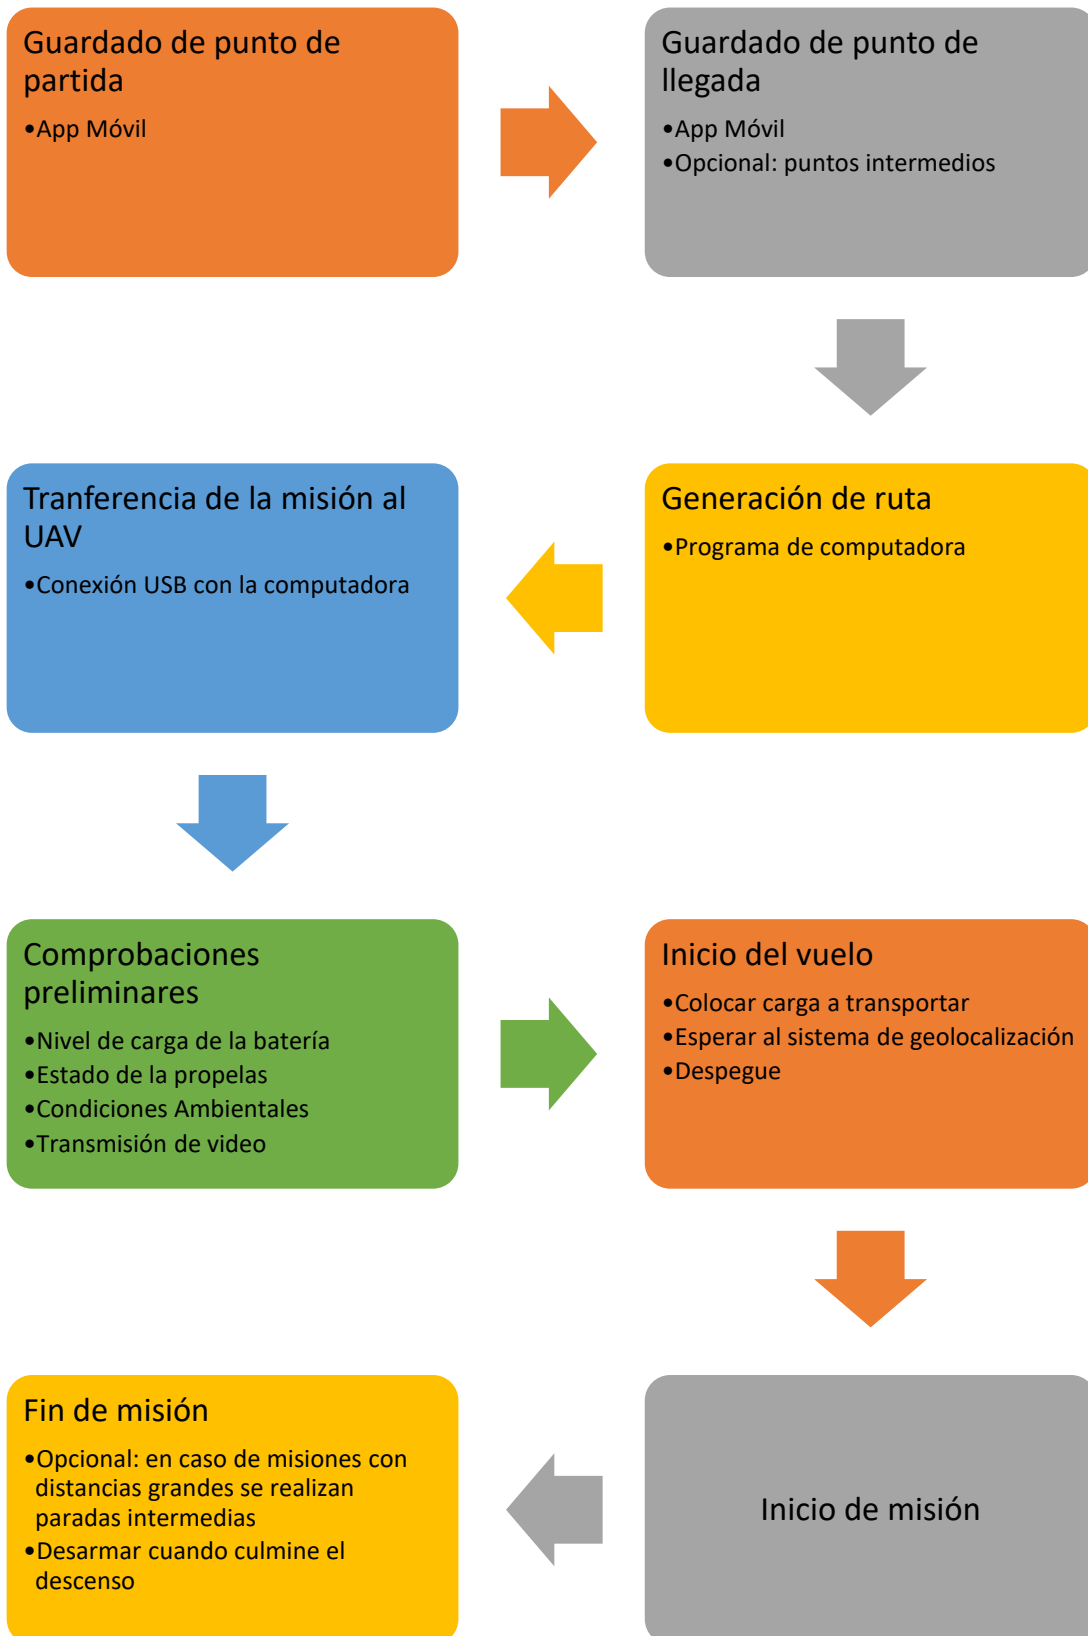 Guardado de punto de
partida
•App Móvil
Guardado de punto de
llegada
•App Móvil
•Opcional: puntos intermedios
Generación de ruta
•Programa de computadora
Tranferencia de la misión al
UAV
•Conexión USB con la computadora
Comprobaciones
preliminares
•Nivel de carga de la batería
•Estado de la propelas
•Condiciones Ambientales
•Transmisión de video
Inicio del vuelo
•Colocar carga a transportar
•Esperar al sistema de geolocalización
•Despegue
Inicio de misión
Fin de misión
•Opcional: en caso de misiones con
distancias grandes se realizan
paradas intermedias
•Desarmar cuando culmine el
descenso